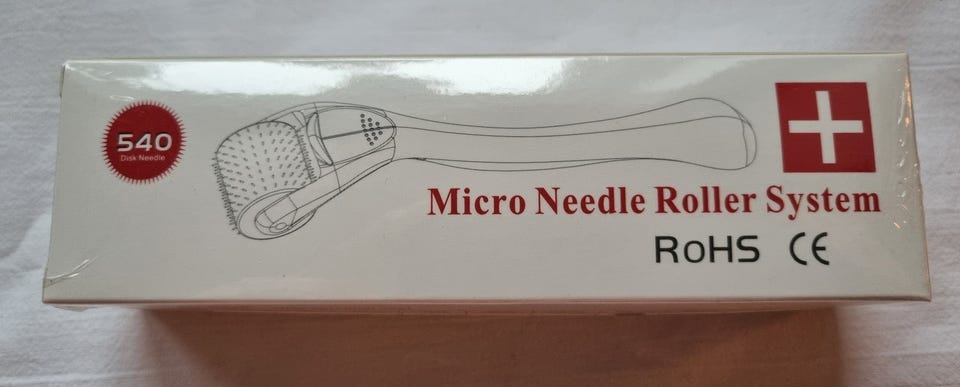 540
Disk Needle
Micro Needle Roller System
RoHS CE